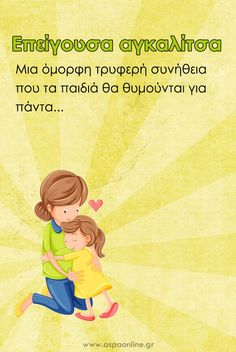 Επείγουσα αγκαλίτσα
Μια όμορφη τρυφερή συνήθεια
που τα παιδιά θα θυμούνται για
πάντα...
www.aspaonline.gr